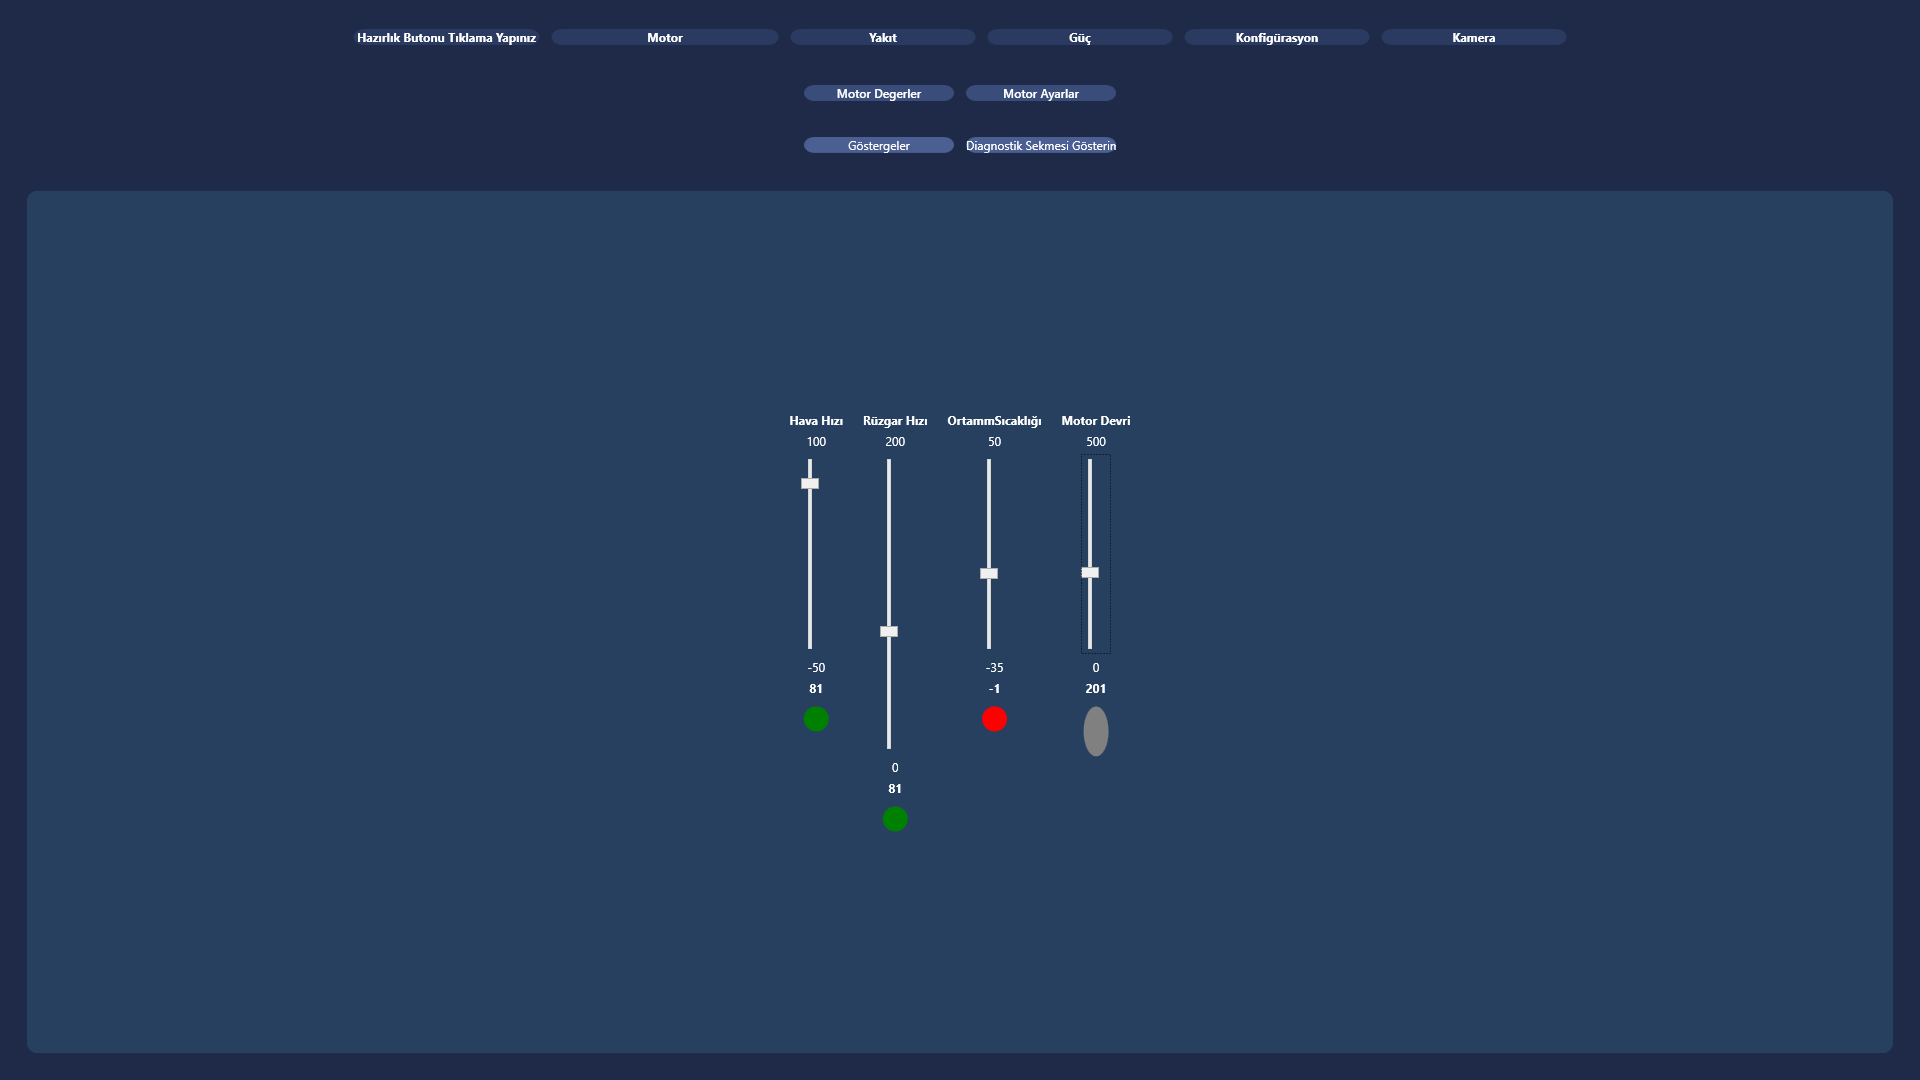 Hazırlık Butonu Tıklama Yapınız
Motor
Yakıt
Güç
Konfigürasyon
Kamera
Motor Degerler
Motor Ayarlar
Göstergeler
Diagnostik Sekmesi Gösterin
Hava Hızı
Rüzgar Hızı
OrtammSıcaklığı
Motor Devri
100
200
50
500
-50
-35
0
81
-1
201
0
81